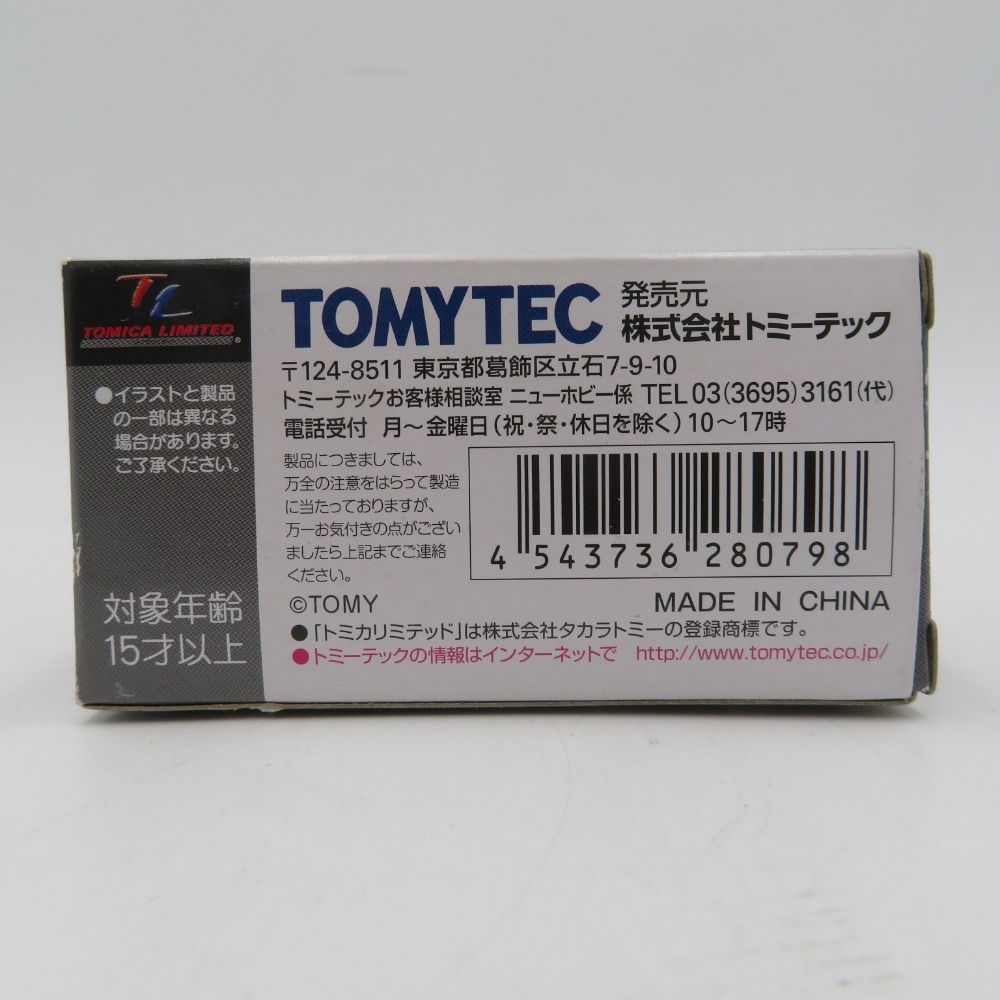 TL
TOMICA LIMITED®
●イラストと製品
の一部は異なる
場合があります。
ご了承ください。
対象年齢
15才以上
TOMYTEC
発売元
株式会社トミーテック
〒124-8511 東京都葛飾区立石7-9-10
トミーテックお客様相談室 ニューホビー係 TEL 03(3695)3161(代)
電話受付 月〜金曜日(祝・祭・休日を除く)10〜17時
製品につきましては、
万全の注意をはらって製造
に当たっておりますが、
万一お気付きの点がござい
ましたら上記までご連絡
ください。
4 543736 280798
©TOMY MADE IN CHINA
●「トミカリミテッド」は株式会社タカラトミーの登録商標です。
●トミーテックの情報はインターネットで http://www.tomytec.co.jp/